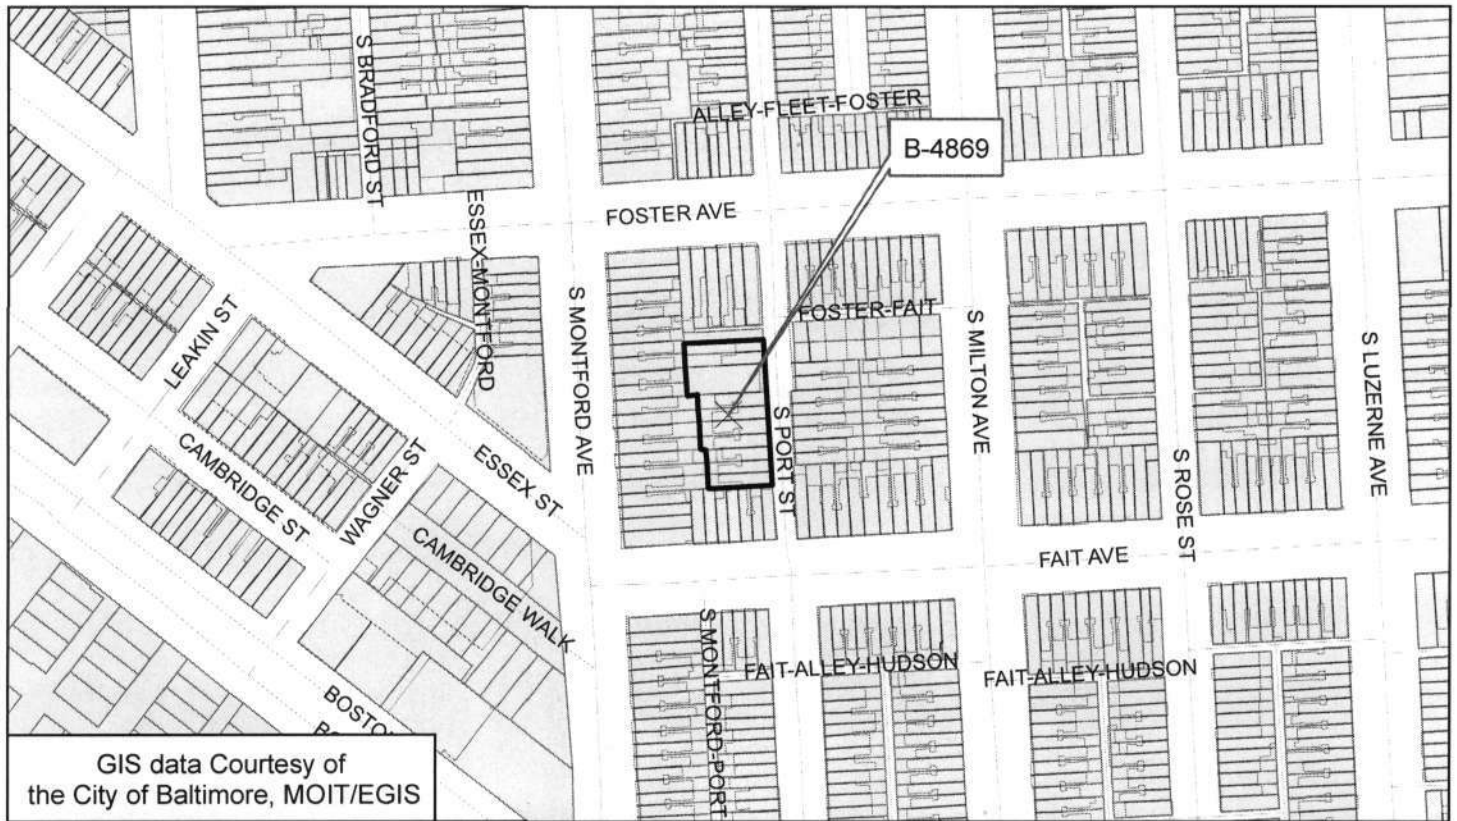 S BRADFORD ST
ALLEY-FLEET-FOSTER
B-4869
ESSEX-MONTFORD
FOSTER AVE
FOSTER-FAIT
LEAKIN ST
S MONTFORD AVE
S MILTON AVE
S LUZERNE AVE
S PORT ST
ESSEX ST
CAMBRIDGE ST
WAGNER ST
S ROSE ST
CAMBRIDGE WALK
FAIT AVE
S MONTFORD-PORT
FAIT-ALLEY-HUDSON
FAIT-ALLEY-HUDSON
GIS data Courtesy of
the City of Baltimore, MOIT/EGIS